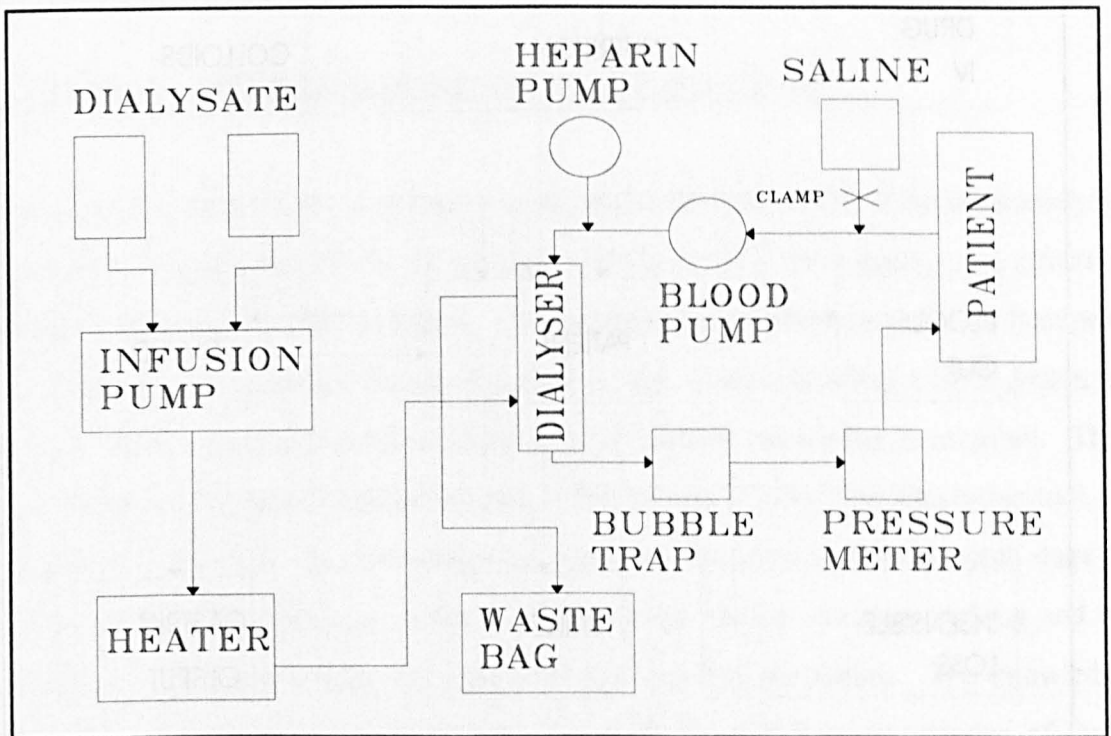 HEPARIN
PUMP
SALINE
DIALYSATE
CLAMP
PATIENT
DIALYSER
BLOOD
PUMP
INFUSION
PUMP
BUBBLE
TRAP
PRESSURE
METER
HEATER
WASTE
BAG